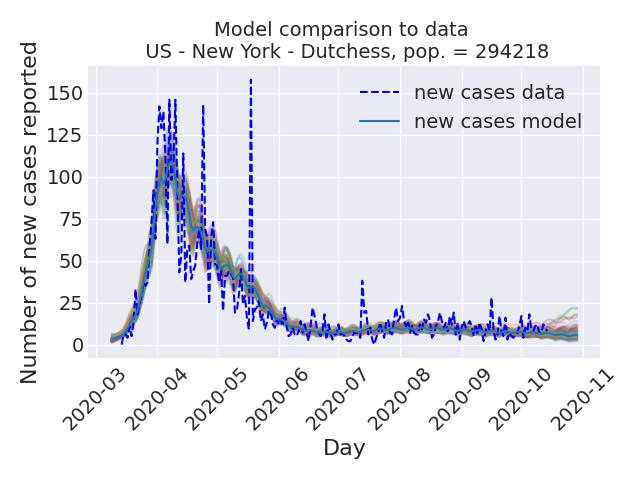 Model comparison to data
US - New York - Dutchess, pop. = 294218
Number of new cases reported
150
125
100
75
50
25
0
new cases data
new cases model
2020-03
2020-04
2020-05
2020-06
2020-07
2020-08
2020-09
2020-10
2020-11
Day